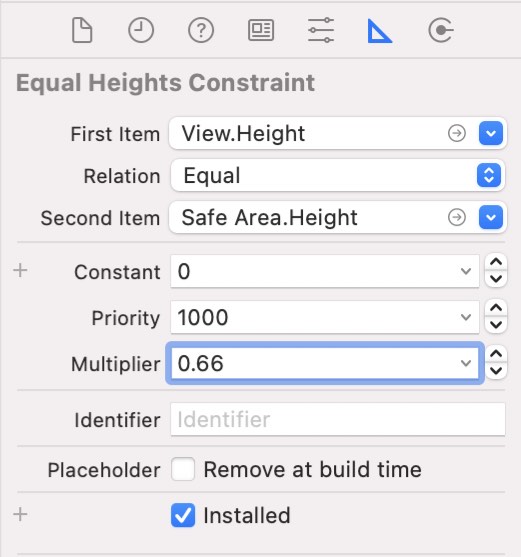 Equal Heights Constraint
First Item View.Height
Relation Equal
Second Item Safe Area.Height
+ Constant 0
Priority 1000
Multiplier 0.66
Identifier Identifier
Placeholder Remove at build time
+ Installed